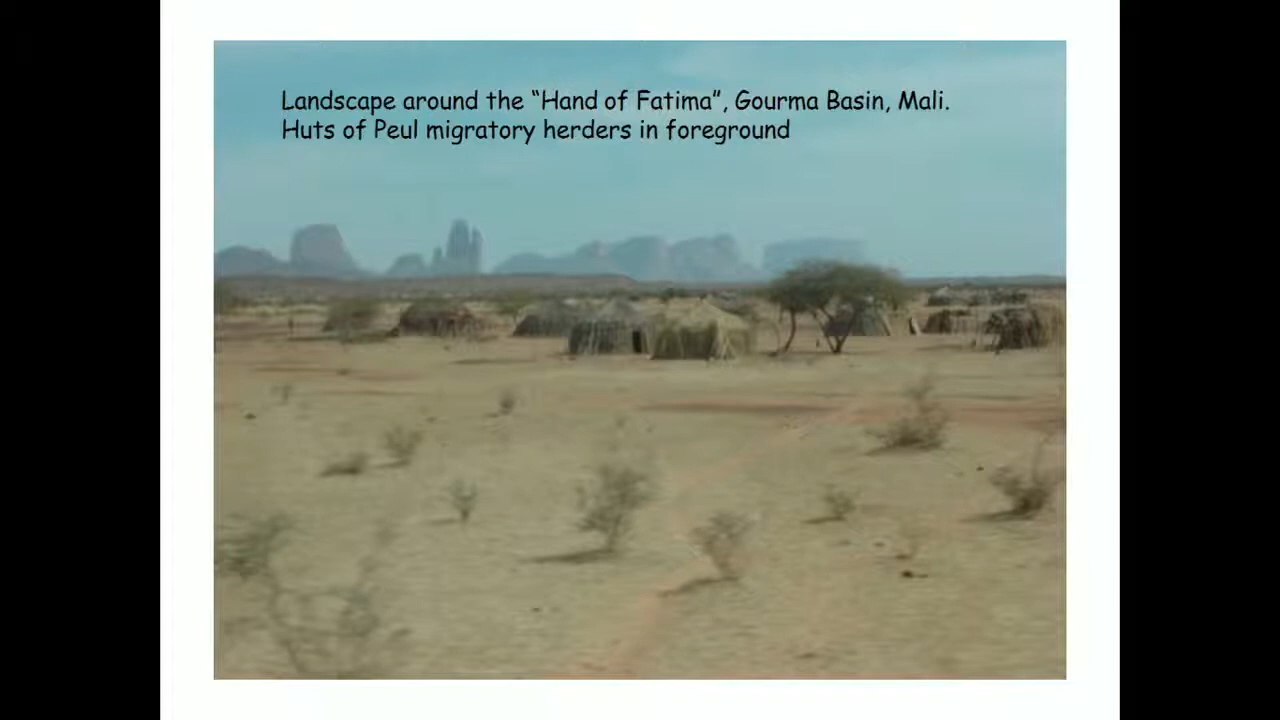 Landscape around the “Hand of Fatima”, Gourma Basin, Mali.
Huts of Peul migratory herders in foreground